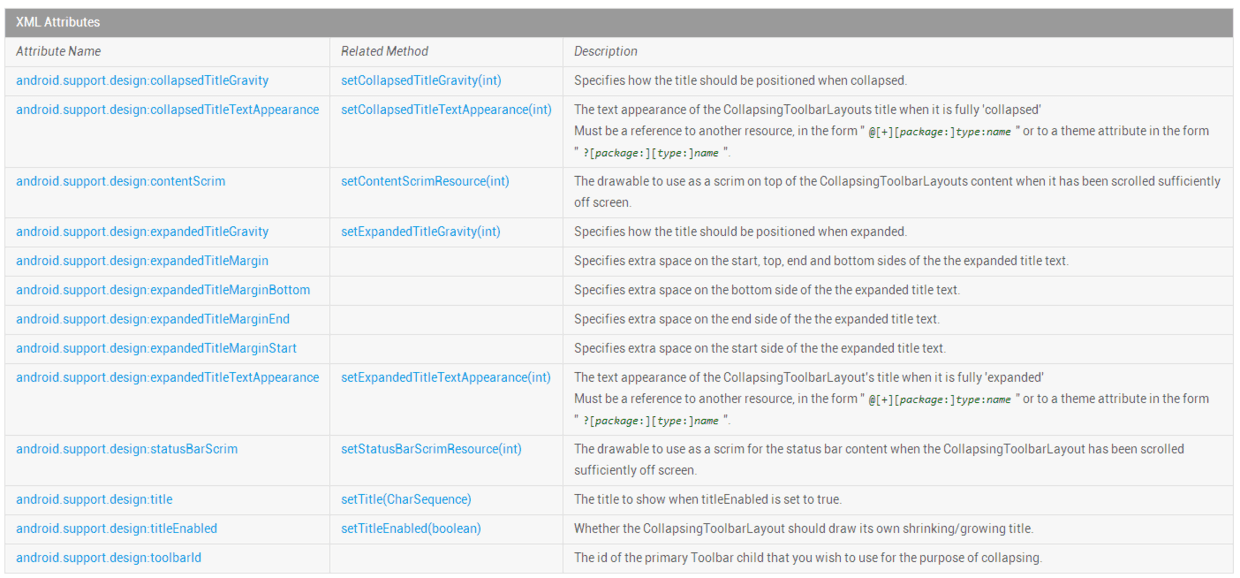 XML Attributes
Attribute Name Related Method Description
android.support.design:collapsedTitleGravity setCollapsedTitleGravity(int) Specifies how the title should be positioned when collapsed.
android.support.design:collapsedTitleTextAppearance setCollapsedTitleTextAppearance(int) The text appearance of the CollapsingToolbarLayouts title when it is fully 'collapsed'
Must be a reference to another resource, in the form " @[+][package:]type:name " or to a theme attribute in the form
" ?[package:][type:]name ".
android.support.design:contentScrim setContentScrimResource(int) The drawable to use as a scrim on top of the CollapsingToolbarLayouts content when it has been scrolled sufficiently
off screen.
android.support.design:expandedTitleGravity setExpandedTitleGravity(int) Specifies how the title should be positioned when expanded.
android.support.design:expandedTitleMargin Specifies extra space on the start, top, end and bottom sides of the the expanded title text.
android.support.design:expandedTitleMarginBottom Specifies extra space on the bottom side of the the expanded title text.
android.support.design:expandedTitleMarginEnd Specifies extra space on the end side of the the expanded title text.
android.support.design:expandedTitleMarginStart Specifies extra space on the start side of the the expanded title text.
android.support.design:expandedTitleTextAppearance setExpandedTitleTextAppearance(int) The text appearance of the CollapsingToolbarLayout's title when it is fully 'expanded'
Must be a reference to another resource, in the form " @[+][package:]type:name " or to a theme attribute in the form
" ?[package:][type:]name ".
android.support.design:statusBarScrim setStatusBarScrimResource(int) The drawable to use as a scrim for the status bar content when the CollapsingToolbarLayout has been scrolled
sufficiently off screen.
android.support.design:title setTitle(CharSequence) The title to show when titleEnabled is set to true.
android.support.design:titleEnabled setTitleEnabled(boolean) Whether the CollapsingToolbarLayout should draw its own shrinking/growing title.
android.support.design:toolbarId The id of the primary Toolbar child that you wish to use for the purpose of collapsing.